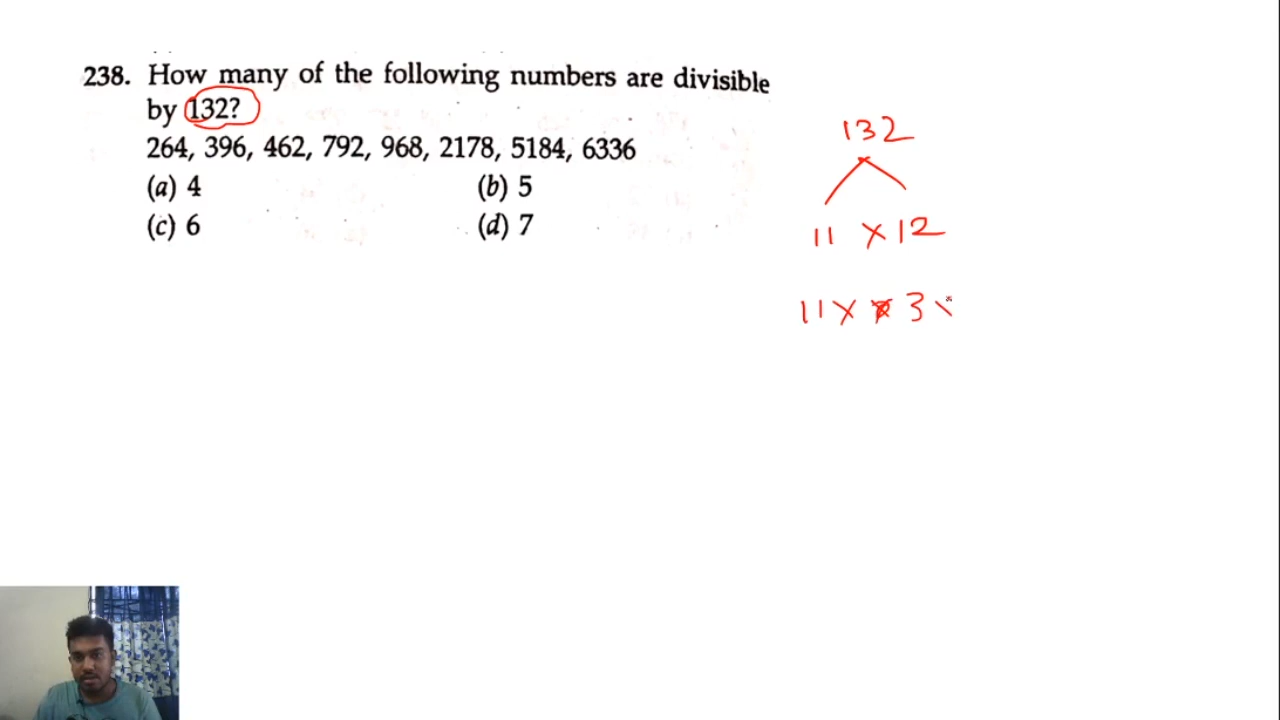 238. How many of the following numbers are divisible
by 132?
264, 396, 462, 792, 968, 2178, 5184, 6336
(a) 4 (b) 5
(c) 6 (d) 7
132
11 × 12
11 × 3 ×